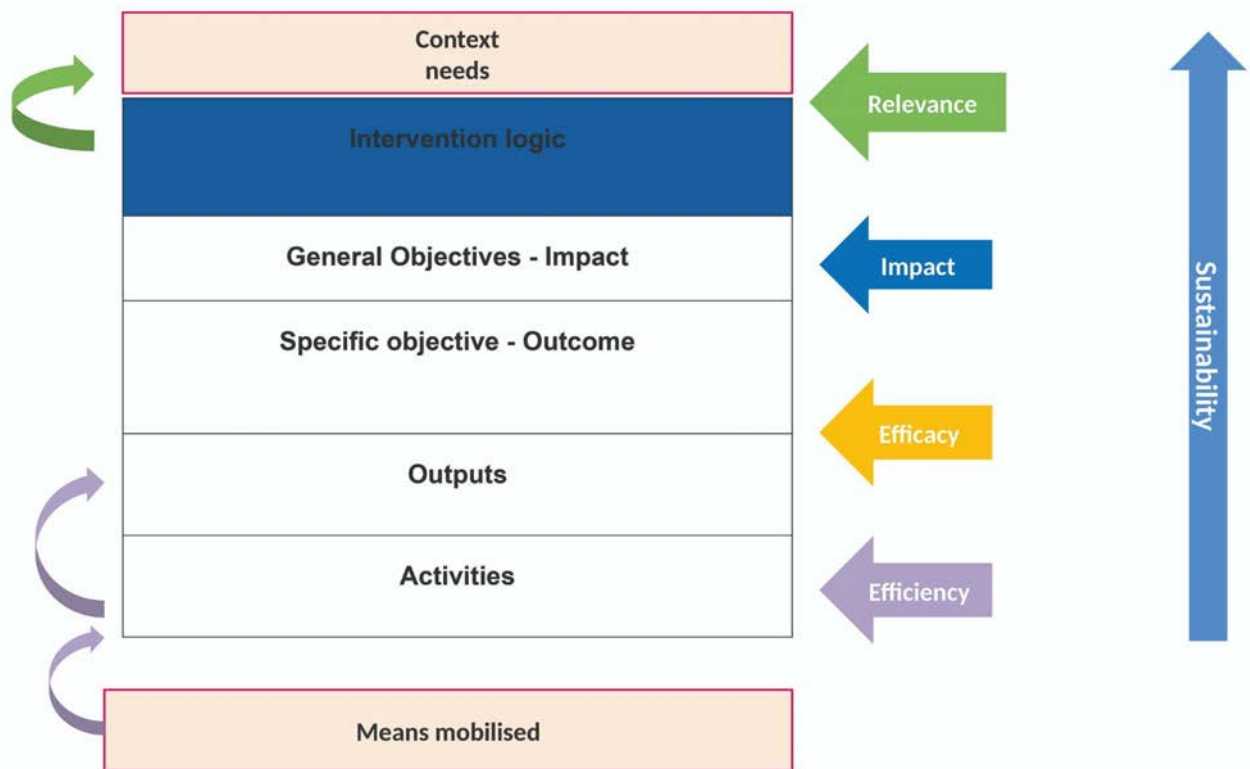 Context
needs
Relevance
Intervention logic
General Objectives - Impact
Impact
Sustainability
Specific objective - Outcome
Efficacy
Outputs
Activities
Efficiency
Means mobilised